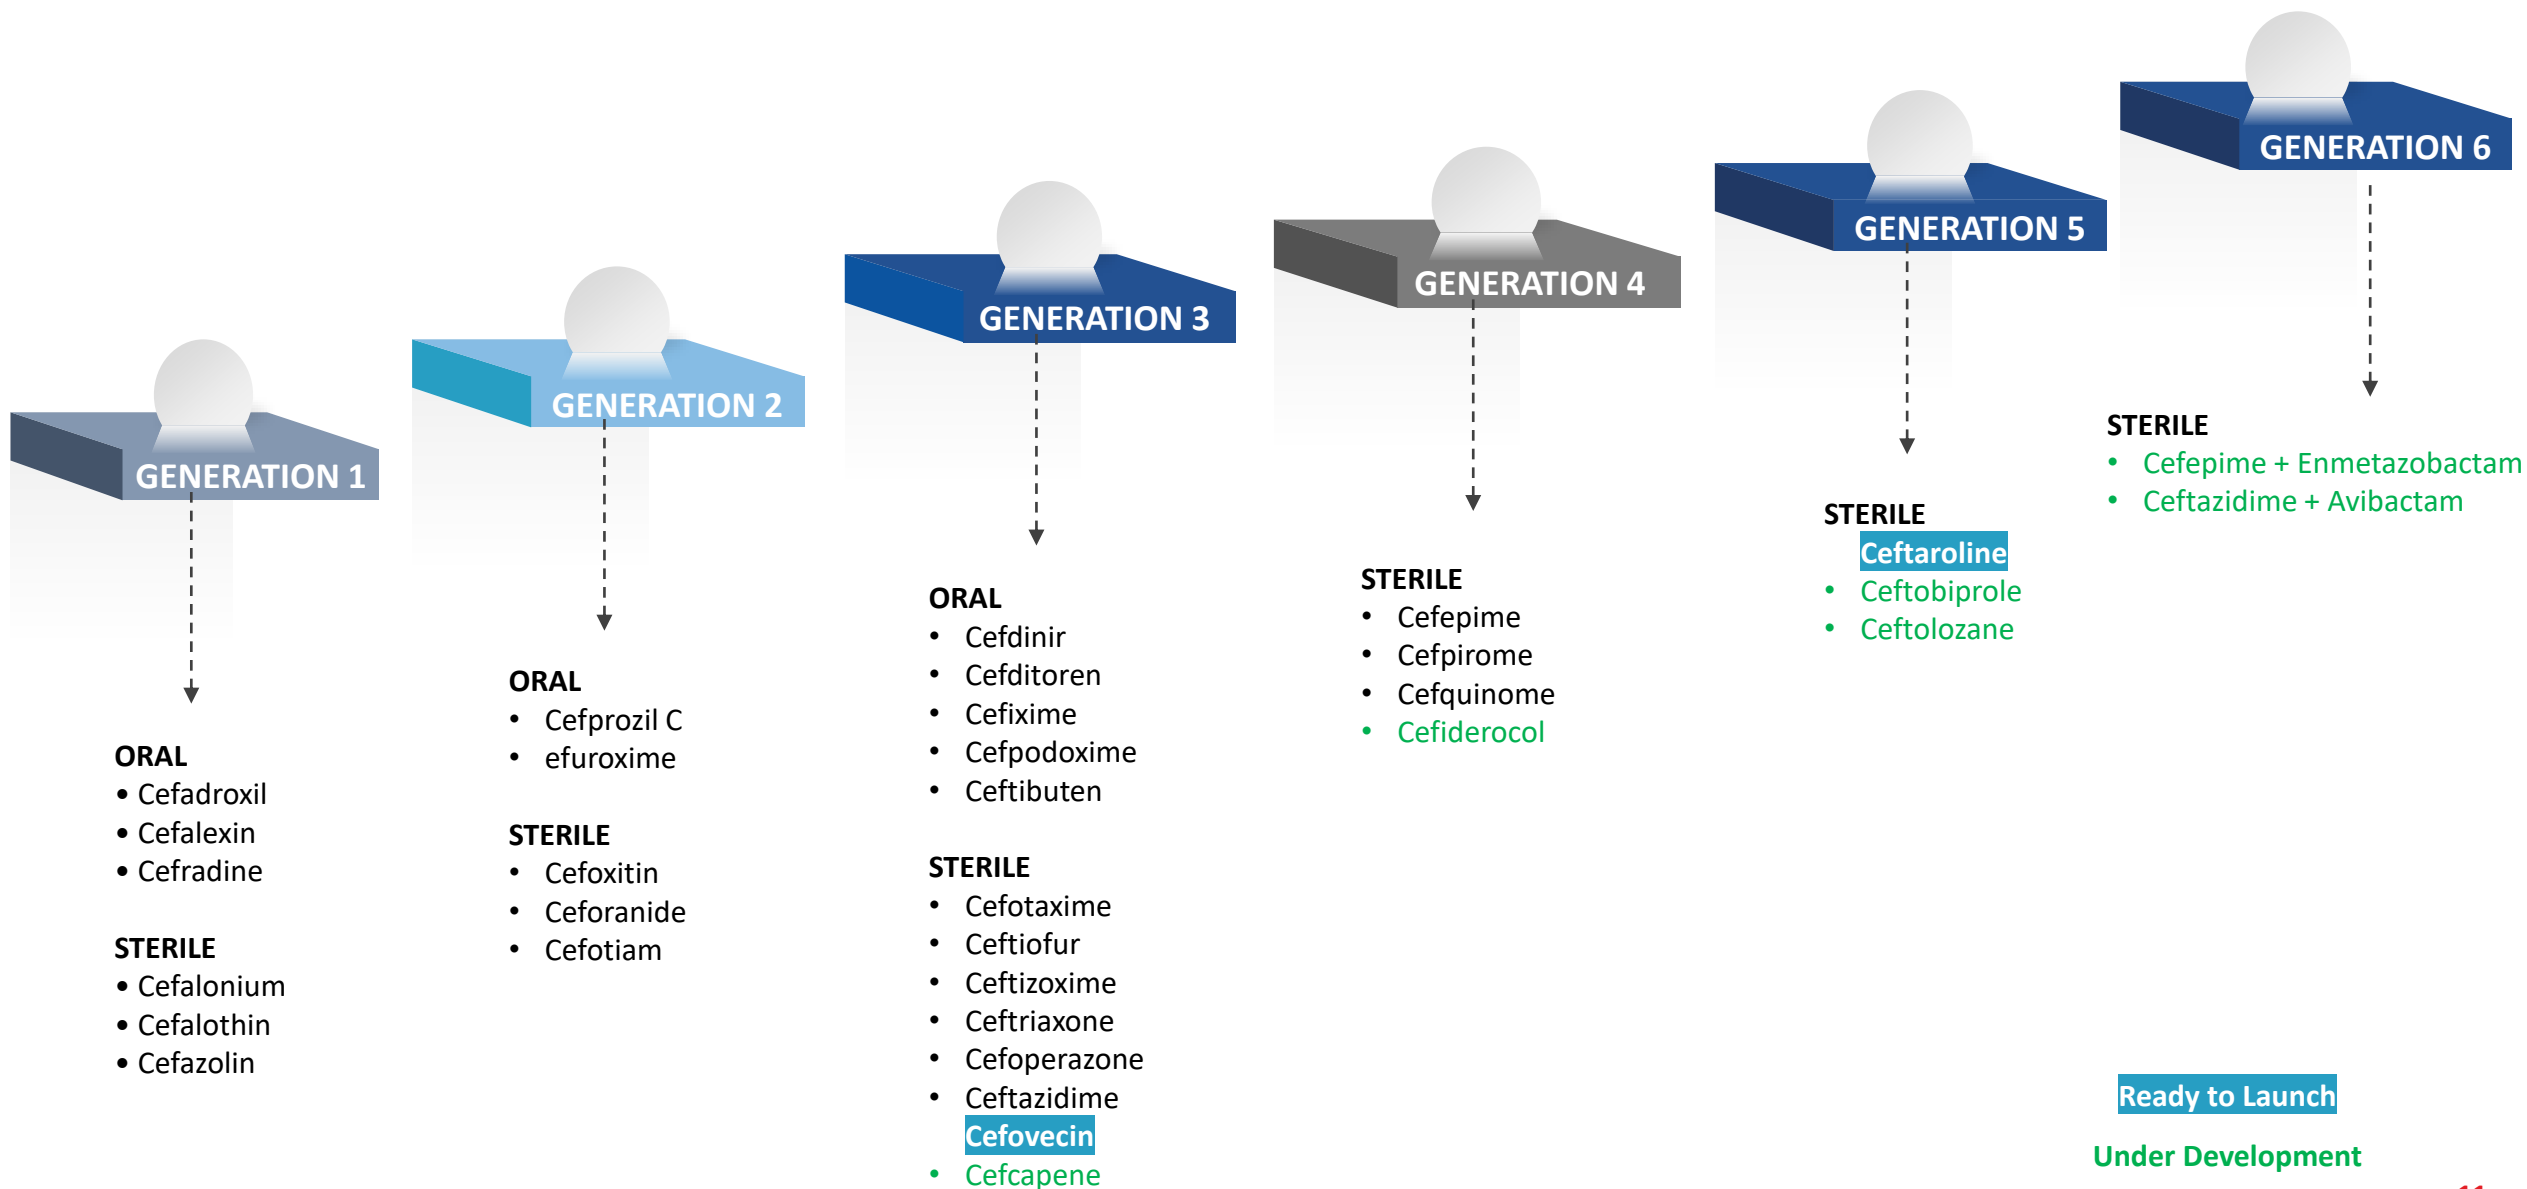 GENERATION 1
ORAL
• Cefadroxil
• Cefalexin
• Cefradine
STERILE
• Cefalonium
• Cefalothin
• Cefazolin
GENERATION 2
ORAL
• Cefprozil C
• efuroxime
STERILE
• Cefoxitin
• Ceforanide
• Cefotiam
GENERATION 3
ORAL
• Cefdinir
• Cefditoren
• Cefixime
• Cefpodoxime
• Ceftibuten
STERILE
• Cefotaxime
• Ceftiofur
• Ceftizoxime
• Ceftriaxone
• Cefoperazone
• Ceftazidime
Cefovecin
• Cefcapene
GENERATION 4
STERILE
• Cefepime
• Cefpirome
• Cefquinome
• Cefiderocol
GENERATION 5
STERILE
Ceftaroline
• Ceftobiprole
• Ceftolozane
GENERATION 6
STERILE
• Cefepime + Enmetazobactam
• Ceftazidime + Avibactam
Ready to Launch
Under Development